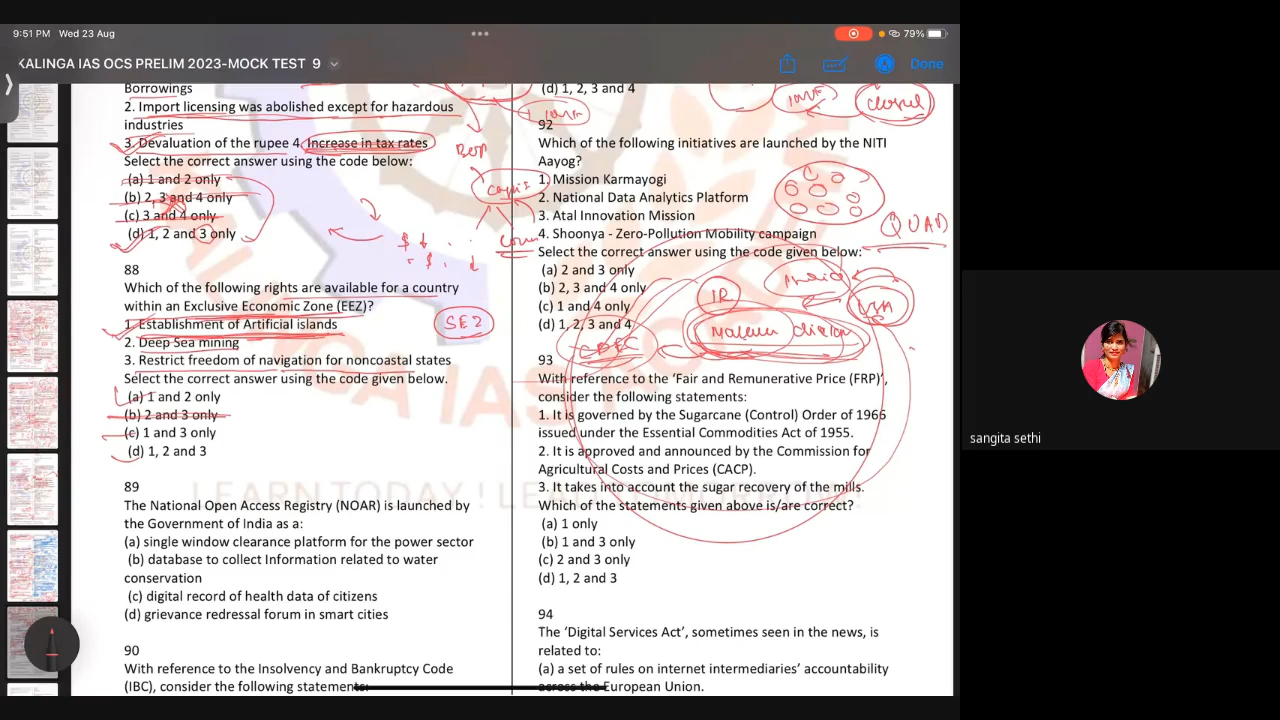 9:51 PM Wed 23 Aug
79%
KALINGA IAS OCS PRELIM 2023-MOCK TEST 9
Done
Borrowings
2. Import licensing was abolished except for hazardous
industries
3. Devaluation of the rupee 4. Increase in tax rates
Select the correct answer using the code below:
(a) 1 and 2 only
(b) 2, 3 and 4 only
(c) 3 and 4 only
(d) 1, 2 and 3 only
88
Which of the following rights are available for a country
within an Exclusive Economic Zone (EEZ)?
1. Establishment of Artificial islands
2. Deep Sea mining
3. Restrict freedom of navigation for noncoastal states
Select the correct answer using the code given below.
(a) 1 and 2 only
(b) 2 and 3 only
(c) 1 and 3 only
(d) 1, 2 and 3
89
The National Open Access Registry (NOAR) is launched by
the Government of India as a:
(a) single window clearance platform for the power sector
(b) database to collect information related to water
conservation
(c) digital record of health data of citizens
(d) grievance redressal forum in smart cities
90
With reference to the Insolvency and Bankruptcy Code
(IBC), consider the following statements:
BOP
SEZ
(d) 1, 2, 3 and 4
92
Which of the following initiatives are launched by the NITI
Aayog?
1. Mission Karmayogi
2. National Data Analytics Platform
3. Atal Innovation Mission
4. Shoonya - Zero-Pollution Mobility campaign
Select the correct answer using the code given below:
(a) 2 and 3 only
(b) 2, 3 and 4 only
(c) 1 and 4 only
(d) 1, 2, 3 and 4
QUAD
IR
India
93
With reference to the ‘Fair and Remunerative Price (FRP)’
consider the following statements:
1. It is governed by the Sugarcane (Control) Order of 1966
issued under the Essential Commodities Act of 1955.
2. It is approved and announced by the Commission for
Agricultural Costs and Prices (CACP).
3. It takes into account the sugar recovery of the mills.
Which of the statements given above is/are correct?
(a) 1 only
(b) 1 and 3 only
(c) 2 and 3 only
(d) 1, 2 and 3
94
The ‘Digital Services Act’, sometimes seen in the news, is
related to:
(a) a set of rules on internet intermediaries’ accountability
across the European Union.
sangita sethi